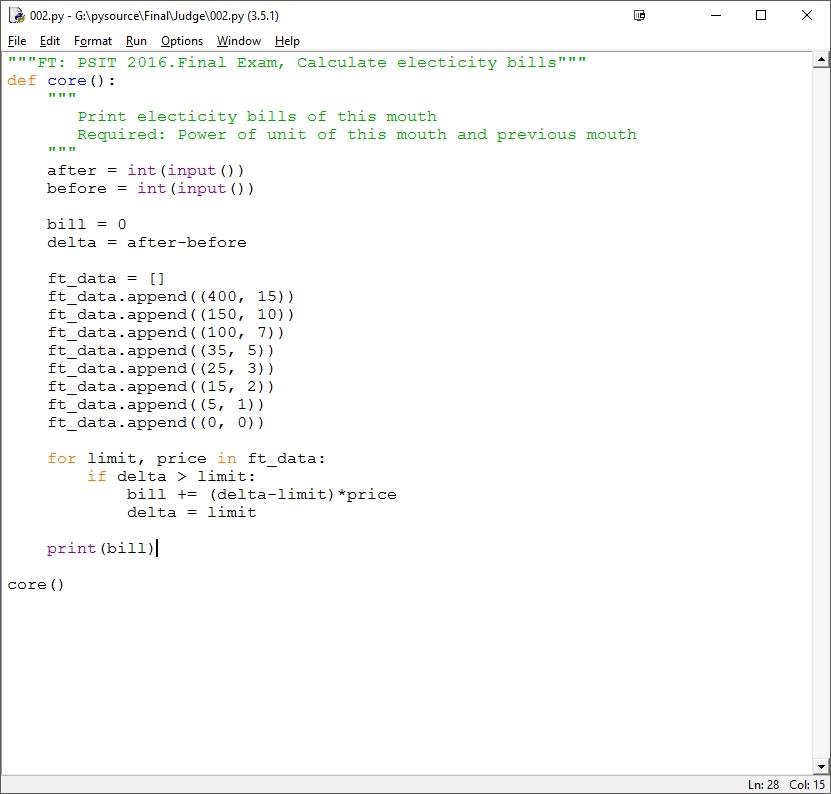 002.py - G:\pysource\Final\Judge\002.py (3.5.1)
File Edit Format Run Options Window Help
"""FT: PSIT 2016.Final Exam, Calculate electicity bills"""
def core():
    """
       Print electicity bills of this mouth
       Required: Power of unit of this mouth and previous mouth
    """
    after = int(input())
    before = int(input())

    bill = 0
    delta = after-before

    ft_data = []
    ft_data.append((400, 15))
    ft_data.append((150, 10))
    ft_data.append((100, 7))
    ft_data.append((35, 5))
    ft_data.append((25, 3))
    ft_data.append((15, 2))
    ft_data.append((5, 1))
    ft_data.append((0, 0))

    for limit, price in ft_data:
        if delta > limit:
            bill += (delta-limit)*price
            delta = limit

    print(bill)

core()
Ln: 28 Col: 15